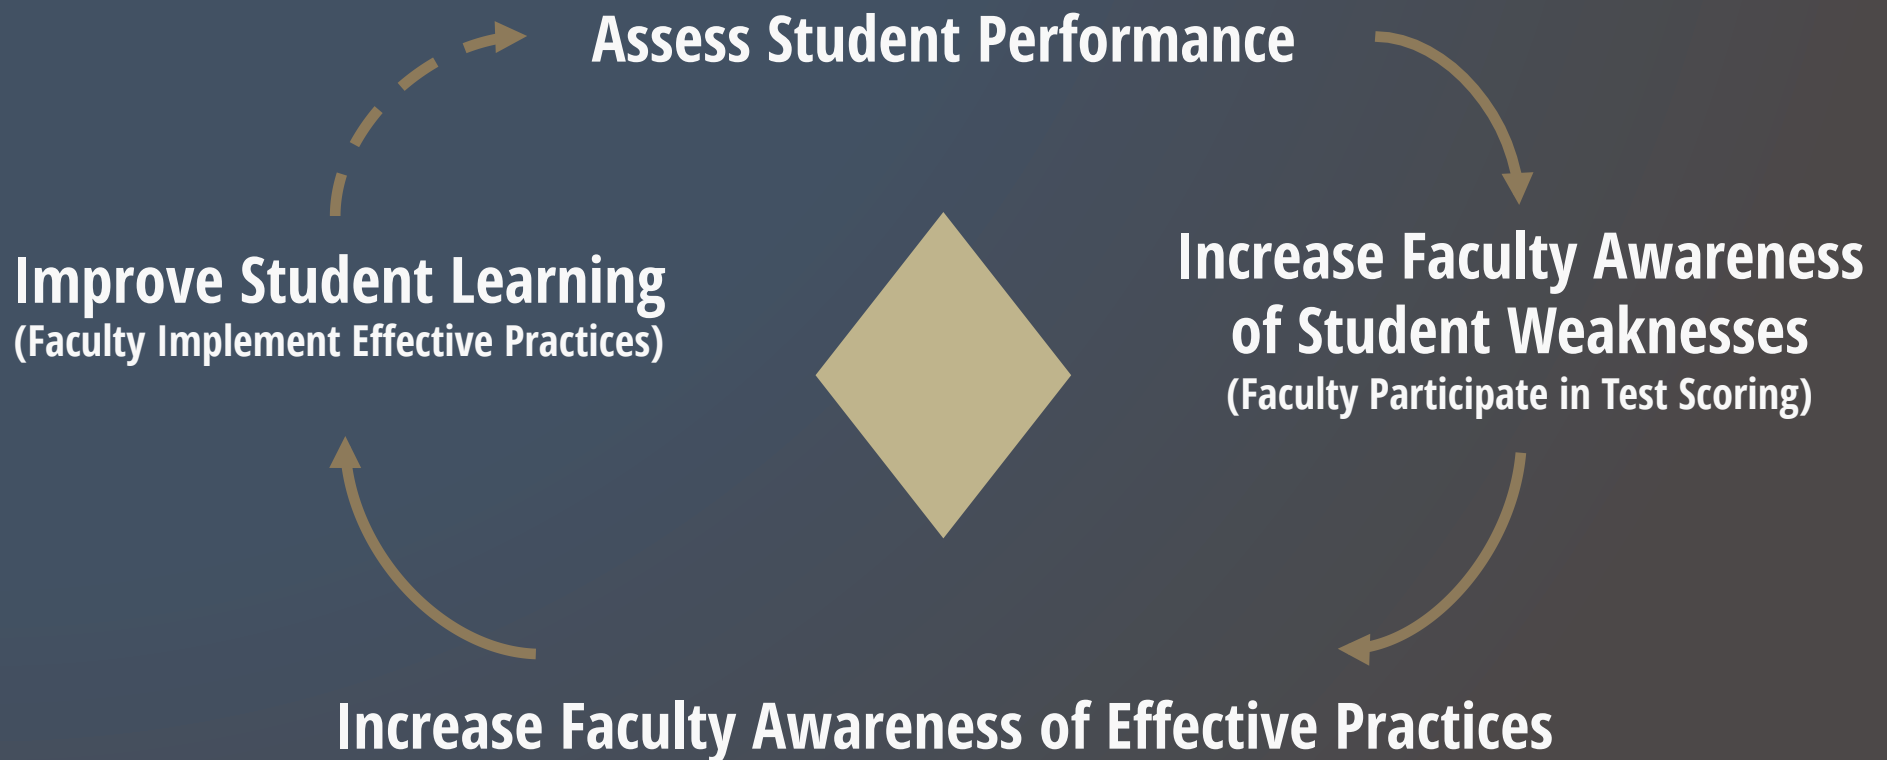 Assess Student Performance
Increase Faculty Awareness
of Student Weaknesses
(Faculty Participate in Test Scoring)
Increase Faculty Awareness of Effective Practices
Improve Student Learning
(Faculty Implement Effective Practices)